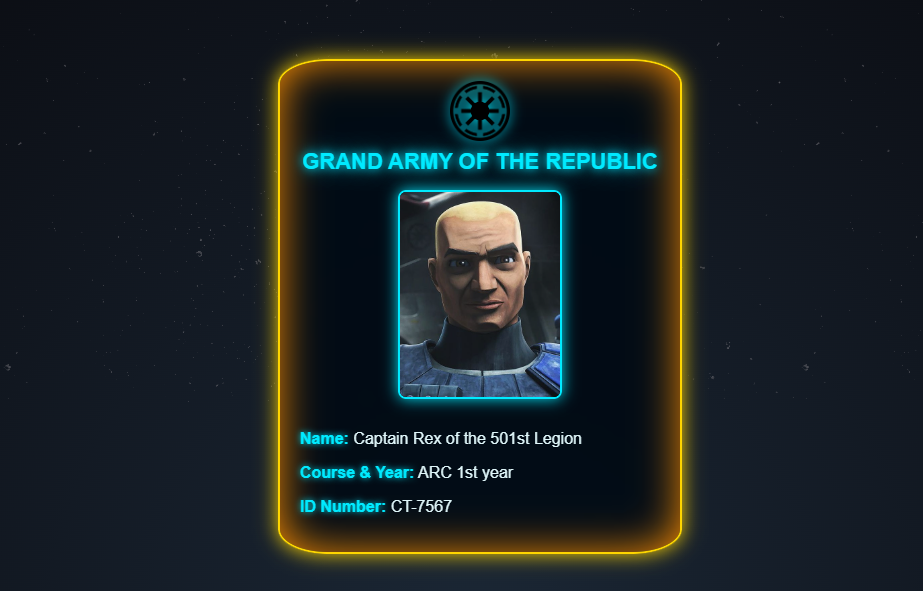 GRAND ARMY OF THE REPUBLIC
Name: Captain Rex of the 501st Legion
Course & Year: ARC 1st year
ID Number: CT-7567